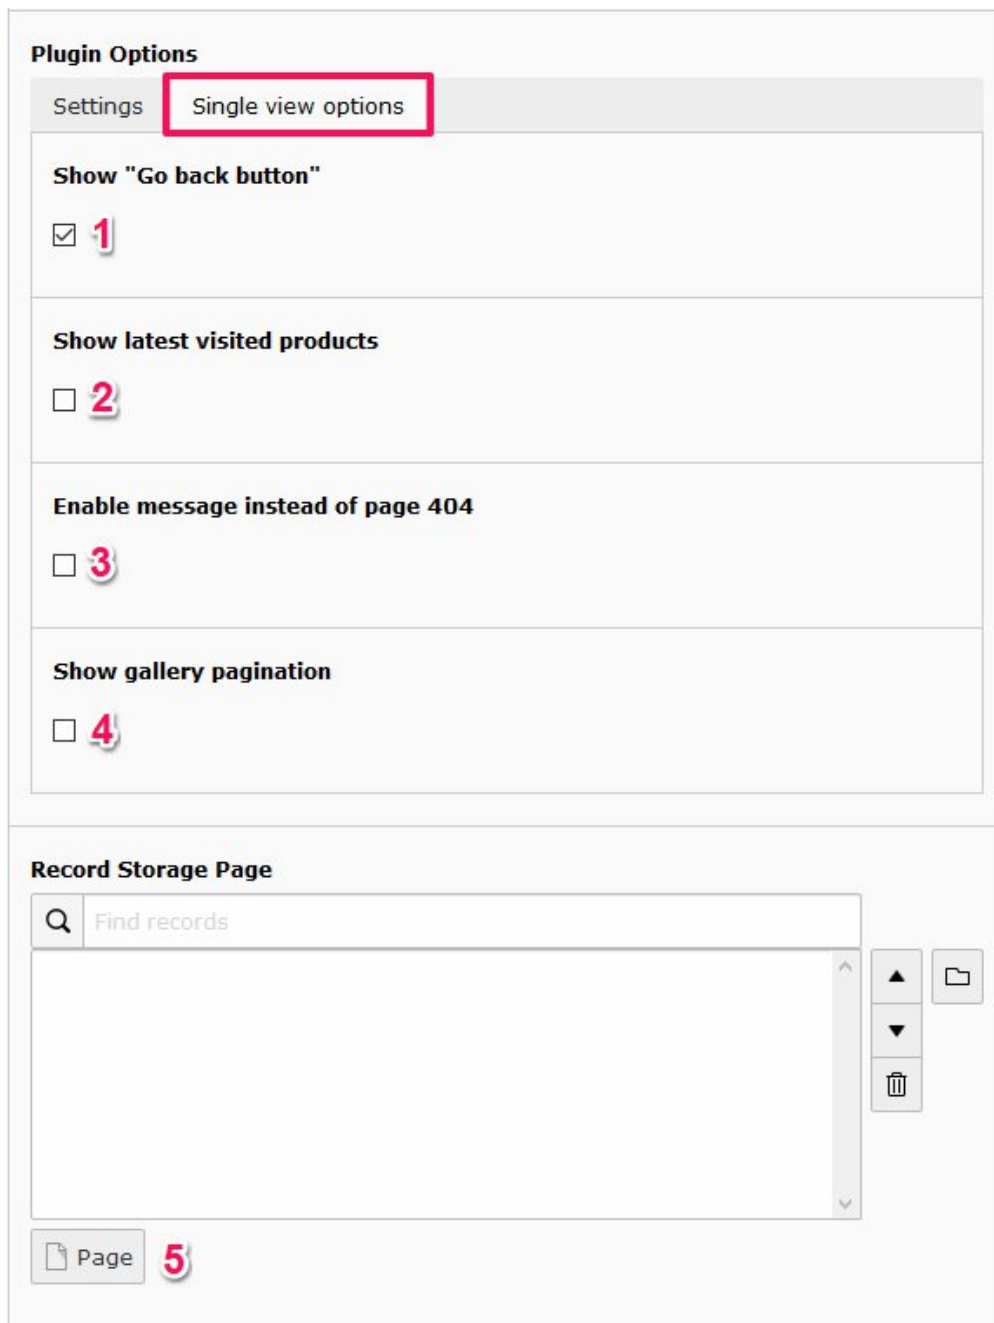 Plugin Options
Settings Single view options
Show "Go back button"
1
Show latest visited products
2
Enable message instead of page 404
3
Show gallery pagination
4
Record Storage Page
Find records
Page 5